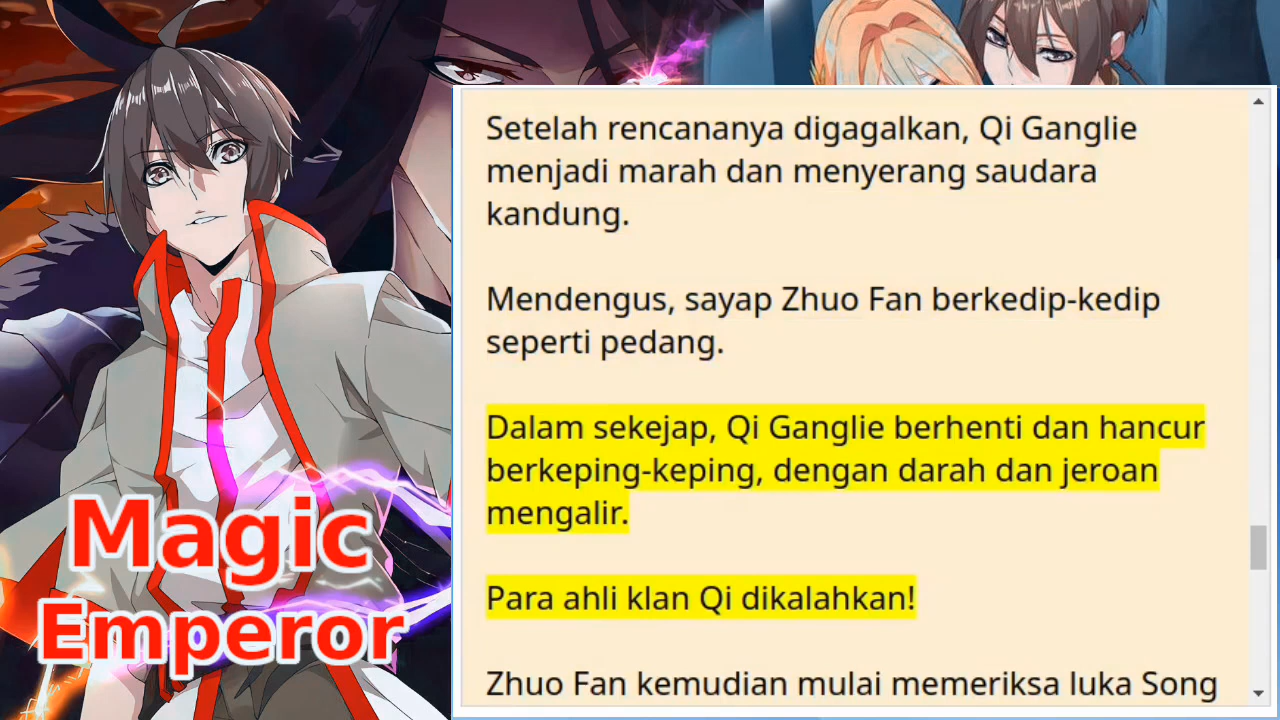 Magic
Emperor
Setelah rencananya digagalkan, Qi Ganglie
menjadi marah dan menyerang saudara
kandung.
Mendengus, sayap Zhuo Fan berkedip-kedip
seperti pedang.
Dalam sekejap, Qi Ganglie berhenti dan hancur
berkeping-keping, dengan darah dan jeroan
mengalir.
Para ahli klan Qi dikalahkan!
Zhuo Fan kemudian mulai memeriksa luka Song